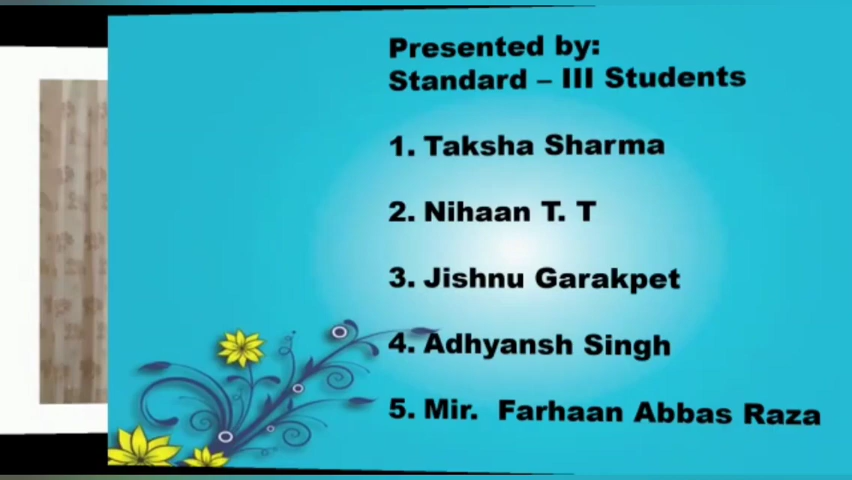 Presented by:
Standard – III Students
1. Taksha Sharma
2. Nihaan T. T
3. Jishnu Garakpet
4. Adhyansh Singh
5. Mir. Farhaan Abbas Raza